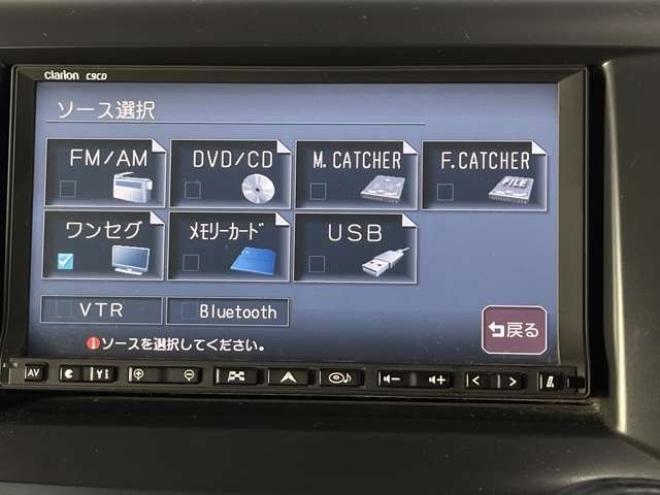 Clarion C9CD
ソース選択
FM/AM DVD/CD M.CATCHER F.CATCHER
FILE
ワンセグ メモリーカード USB
VTR Bluetooth
戻る
ソースを選択してください。
AV